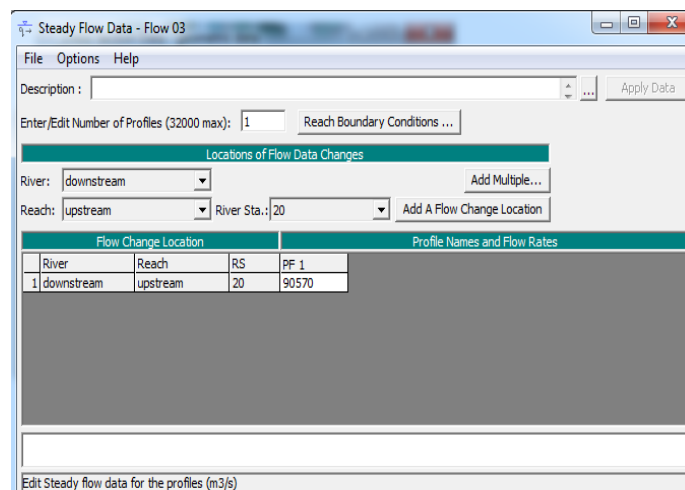 Steady Flow Data - Flow 03
File Options Help
Description : ... Apply Data
Enter/Edit Number of Profiles (32000 max): 1 Reach Boundary Conditions ...
Locations of Flow Data Changes
River: downstream Add Multiple...
Reach: upstream River Sta.: 20 Add A Flow Change Location
Flow Change Location Profile Names and Flow Rates
River Reach RS PF 1
1 downstream upstream 20 90570
Edit Steady flow data for the profiles (m3/s)